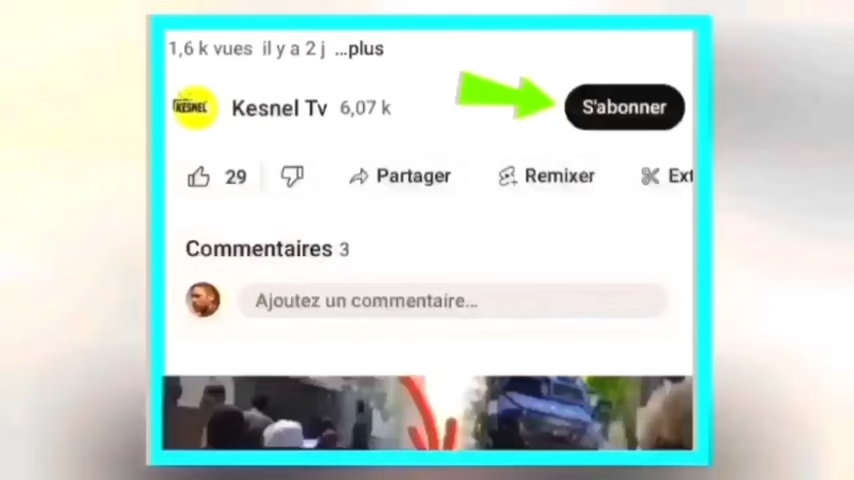 1,6 k vues il y a 2 j ...plus
KESNEL
Kesnel Tv 6,07 k
S'abonner
29
Partager
Remixer
Ext
Commentaires 3
Ajoutez un commentaire...